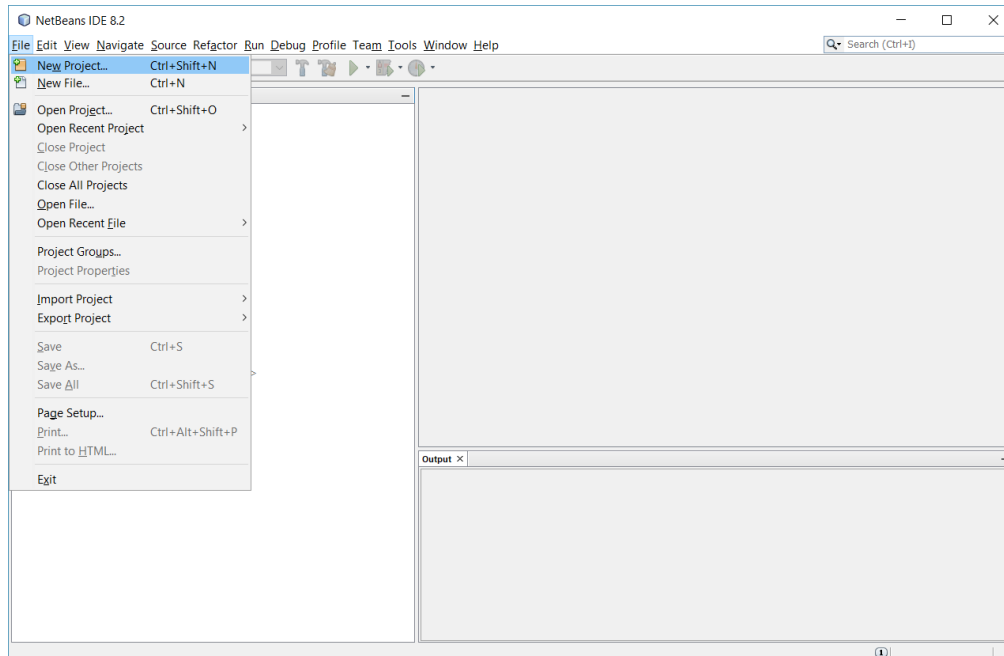 NetBeans IDE 8.2
File Edit View Navigate Source Refactor Run Debug Profile Team Tools Window Help
Search (Ctrl+I)
New Project... Ctrl+Shift+N
New File... Ctrl+N
Open Project... Ctrl+Shift+O
Open Recent Project >
Close Project
Close Other Projects
Close All Projects
Open File...
Open Recent File >
Project Groups...
Project Properties
Import Project >
Export Project >
Save Ctrl+S
Save As...
Save All Ctrl+Shift+S
>
Page Setup...
Print... Ctrl+Alt+Shift+P
Print to HTML...
Exit
Output ×
1